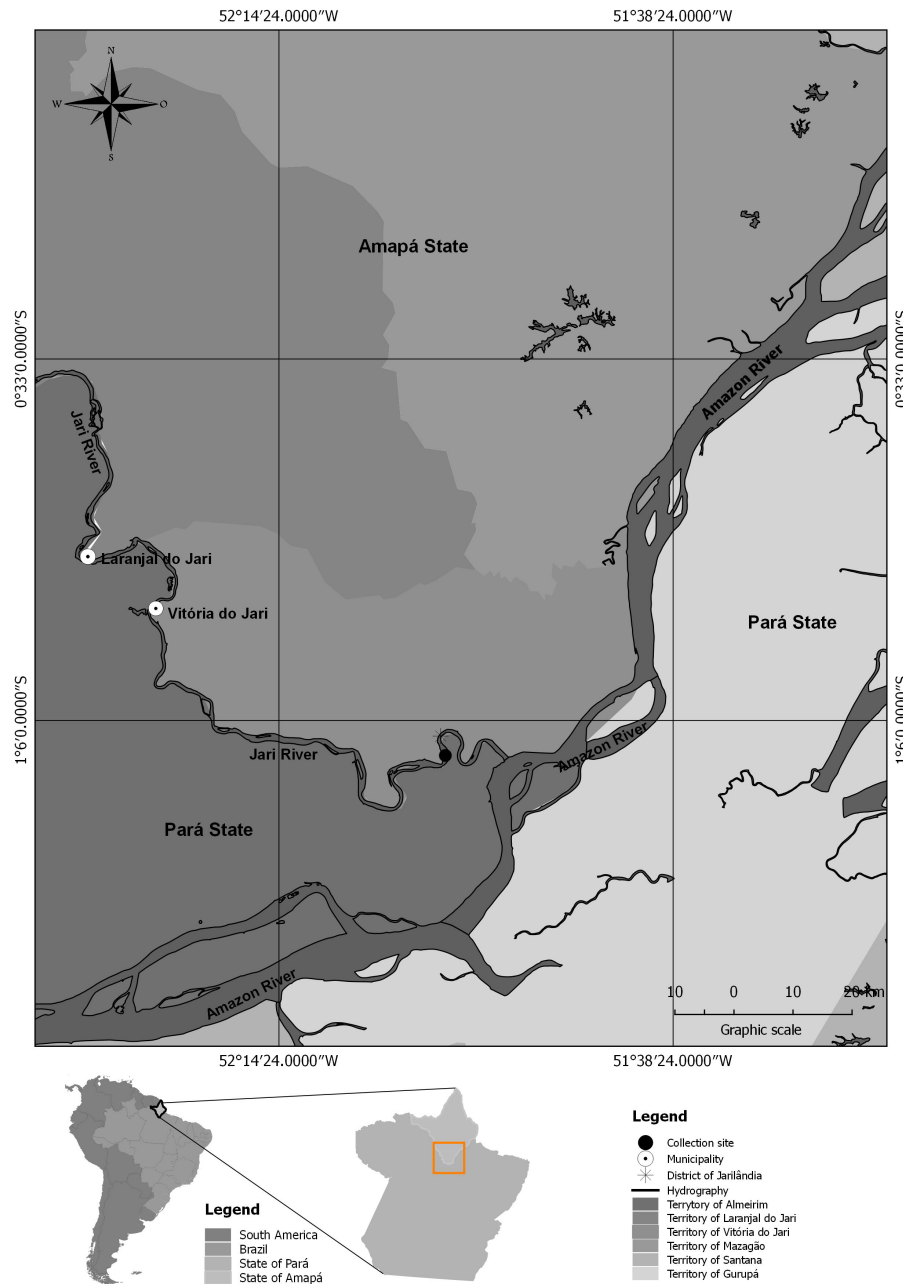 52°14′24.0000″W 51°38′24.0000″W
N
W O
S
Amapá State
0°33′0.0000″S
0°33′0.0000″S
Amazon River
Jari River
Laranjal do Jari
Vitória do Jari
Pará State
1°6′0.0000″S
1°6′0.0000″S
Jari River
Amazon River
Pará State
Amazon River
10 0 10 20 km
Graphic scale
52°14′24.0000″W 51°38′24.0000″W
Legend
South America
Brazil
State of Pará
State of Amapá
Legend
Collection site
Municipality
District of Jarilândia
Hydrography
Terrytory of Almeirim
Territory of Laranjal do Jari
Territory of Vitória do Jari
Territory of Mazagão
Territory of Santana
Territory of Gurupá